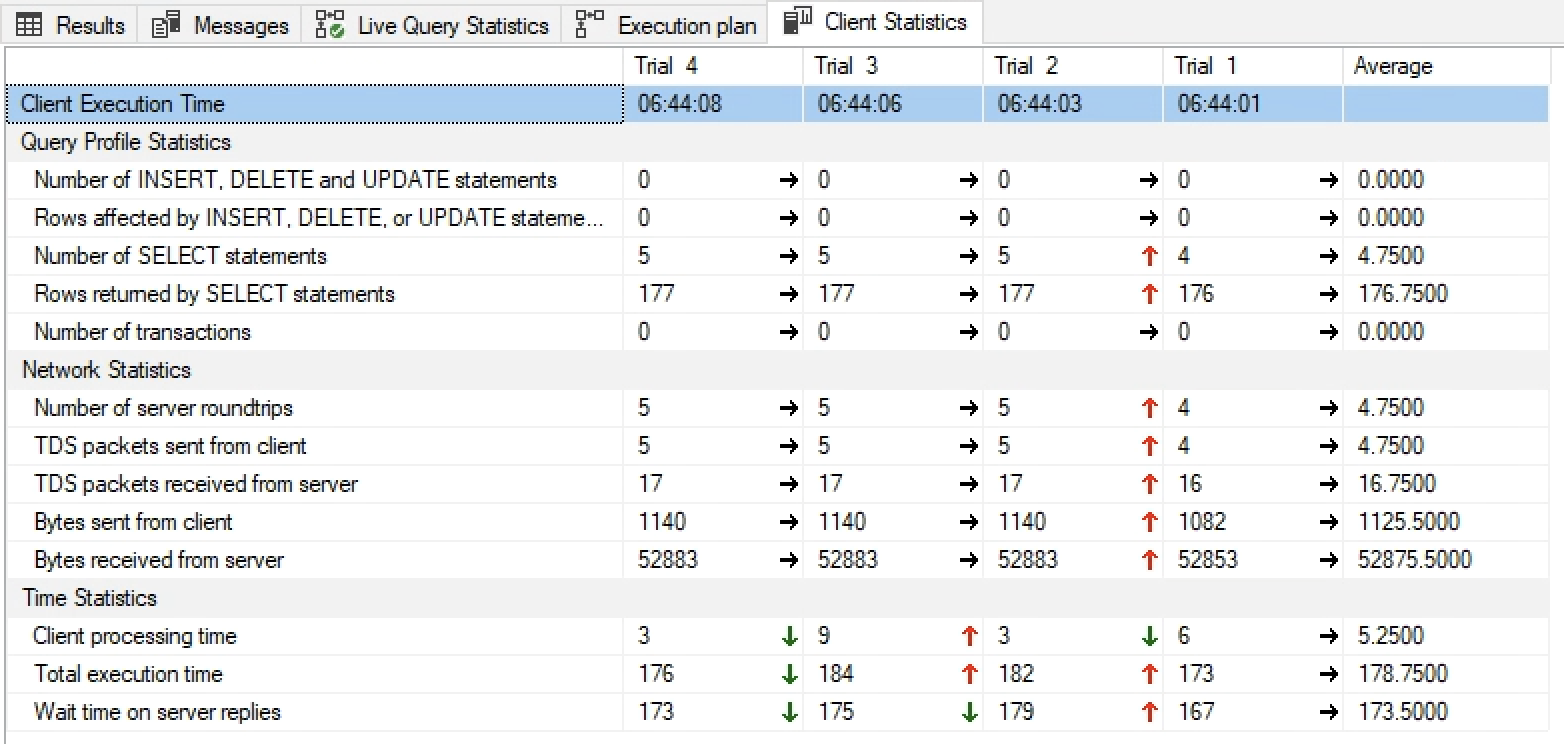 Results Messages Live Query Statistics Execution plan Client Statistics
Trial 4 Trial 3 Trial 2 Trial 1 Average
Client Execution Time 06:44:08 06:44:06 06:44:03 06:44:01
Query Profile Statistics
Number of INSERT, DELETE and UPDATE statements 0 → 0 → 0 → 0 → 0.0000
Rows affected by INSERT, DELETE, or UPDATE stateme... 0 → 0 → 0 → 0 → 0.0000
Number of SELECT statements 5 → 5 → 5 ↑ 4 → 4.7500
Rows returned by SELECT statements 177 → 177 → 177 ↑ 176 → 176.7500
Number of transactions 0 → 0 → 0 → 0 → 0.0000
Network Statistics
Number of server roundtrips 5 → 5 → 5 ↑ 4 → 4.7500
TDS packets sent from client 5 → 5 → 5 ↑ 4 → 4.7500
TDS packets received from server 17 → 17 → 17 ↑ 16 → 16.7500
Bytes sent from client 1140 → 1140 → 1140 ↑ 1082 → 1125.5000
Bytes received from server 52883 → 52883 → 52883 ↑ 52853 → 52875.5000
Time Statistics
Client processing time 3 ↓ 9 ↑ 3 ↓ 6 → 5.2500
Total execution time 176 ↓ 184 ↑ 182 ↑ 173 → 178.7500
Wait time on server replies 173 ↓ 175 ↓ 179 ↑ 167 → 173.5000